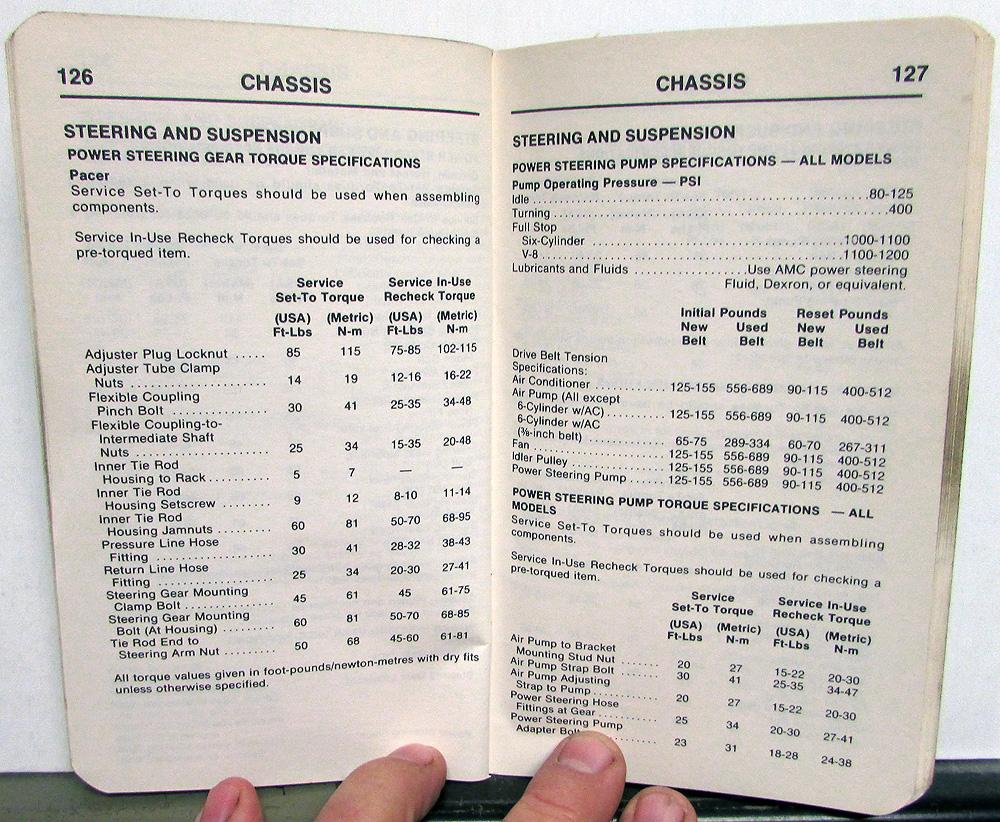 126 CHASSIS
STEERING AND SUSPENSION
POWER STEERING GEAR TORQUE SPECIFICATIONS
Pacer
Service Set-To Torques should be used when assembling
components.
Service In-Use Recheck Torques should be used for checking a
pre-torqued item.
Service Service In-Use
Set-To Torque Recheck Torque
(USA) (Metric) (USA) (Metric)
Ft-Lbs N-m Ft-Lbs N-m
Adjuster Plug Locknut ..... 85 115 75-85 102-115
Adjuster Tube Clamp
Nuts ...................... 14 19 12-16 16-22
Flexible Coupling
Pinch Bolt ............... 30 41 25-35 34-48
Flexible Coupling-to-
Intermediate Shaft
Nuts ..................... 25 34 15-35 20-48
Inner Tie Rod
Housing to Rack .......... 5 7 — —
Inner Tie Rod
Housing Setscrew ........ 9 12 8-10 11-14
Inner Tie Rod
Housing Jamnuts ........ 60 81 50-70 68-95
Pressure Line Hose
Fitting .................. 30 41 28-32 38-43
Return Line Hose
Fitting .................. 25 34 20-30 27-41
Steering Gear Mounting
Clamp Bolt .............. 45 61 45 61-75
Steering Gear Mounting
Bolt (At Housing) ......... 60 81 50-70 68-85
Tie Rod End to
Steering Arm Nut ......... 50 68 45-60 61-81
All torque values given in foot-pounds/newton-metres with dry fits
unless otherwise specified.
CHASSIS 127
STEERING AND SUSPENSION
POWER STEERING PUMP SPECIFICATIONS — ALL MODELS
Pump Operating Pressure — PSI
Idle ........................................ 80-125
Turning ..................................... 400
Full Stop
Six-Cylinder ............................ 1000-1100
V-8 ..................................... 1100-1200
Lubricants and Fluids ............... Use AMC power steering
Fluid, Dexron, or equivalent.
Initial Pounds Reset Pounds
New Used New Used
Belt Belt Belt Belt
Drive Belt Tension
Specifications:
Air Conditioner .......... 125-155 556-689 90-115 400-512
Air Pump (All except
6-Cylinder w/AC) ......... 125-155 556-689 90-115 400-512
6-Cylinder w/AC
(⅜-inch belt) ............ 65-75 289-334 60-70 267-311
Fan ...................... 125-155 556-689 90-115 400-512
Idler Pulley ............. 125-155 556-689 90-115 400-512
Power Steering Pump ...... 125-155 556-689 90-115 400-512
POWER STEERING PUMP TORQUE SPECIFICATIONS — ALL
MODELS
Service Set-To Torques should be used when assembling
components.
Service In-Use Recheck Torques should be used for checking a
pre-torqued item.
Service Service In-Use
Set-To Torque Recheck Torque
(USA) (Metric) (USA) (Metric)
Ft-Lbs N-m Ft-Lbs N-m
Air Pump to Bracket
Mounting Stud Nut ....... 20 27 15-22 20-30
Air Pump Strap Bolt ...... 30 41 25-35 34-47
Air Pump Adjusting
Strap to Pump ........... 20 27 15-22 20-30
Power Steering Hose
Fittings at Gear ......... 25 34 20-30 27-41
Power Steering Pump
Adapter ........ 23 31 18-28 24-38